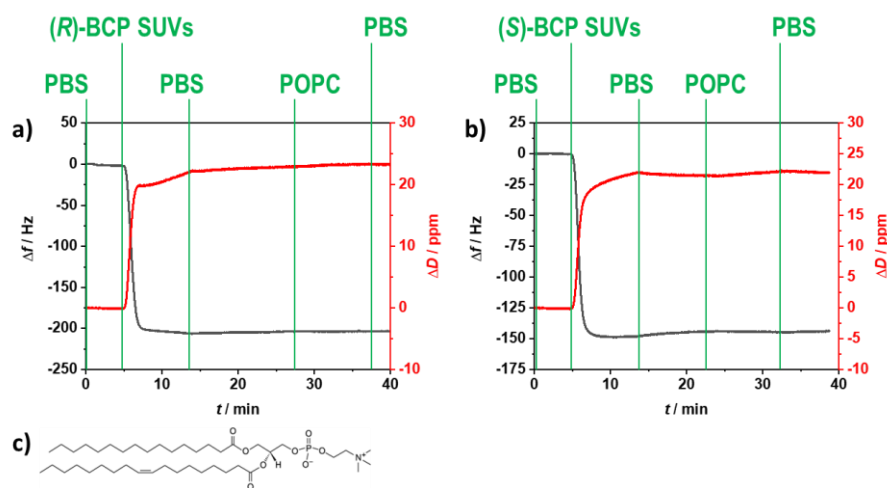 (R)-BCP SUVs
PBS
(S)-BCP SUVs
PBS
PBS
PBS
POPC
PBS
PBS
POPC
a)
50
0
-50
-100
-150
-200
-250
Δf / Hz
30
20
10
0
-10
ΔD / ppm
0
10
20
30
40
t / min
b)
25
0
-25
-50
-75
-100
-125
-150
-175
Δf / Hz
30
25
20
15
10
5
0
-5
-10
ΔD / ppm
0
10
20
30
40
t / min
c)
O
O
H
O
P
O
O⁻
O
N⁺
O
O